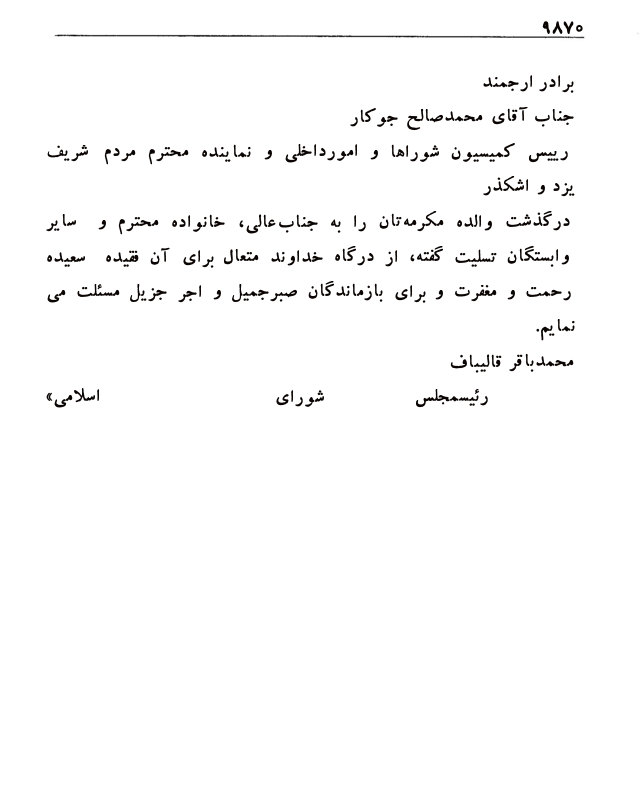 ۹۸۷۰
برادر ارجمند
جناب آقای محمدصالح جوکار
رییس کمیسیون شوراها و امورداخلی و نماینده محترم مردم شریف
یزد و اشکذر
درگذشت والده مکرمه‌تان را به جناب‌عالی، خانواده محترم و سایر
وابستگان تسلیت گفته، از درگاه خداوند متعال برای آن فقیده سعیده
رحمت و مغفرت و برای بازماندگان صبرجمیل و اجر جزیل مسئلت می
نمایم.
محمدباقر قالیباف
رئیسمجلس شورای اسلامی»